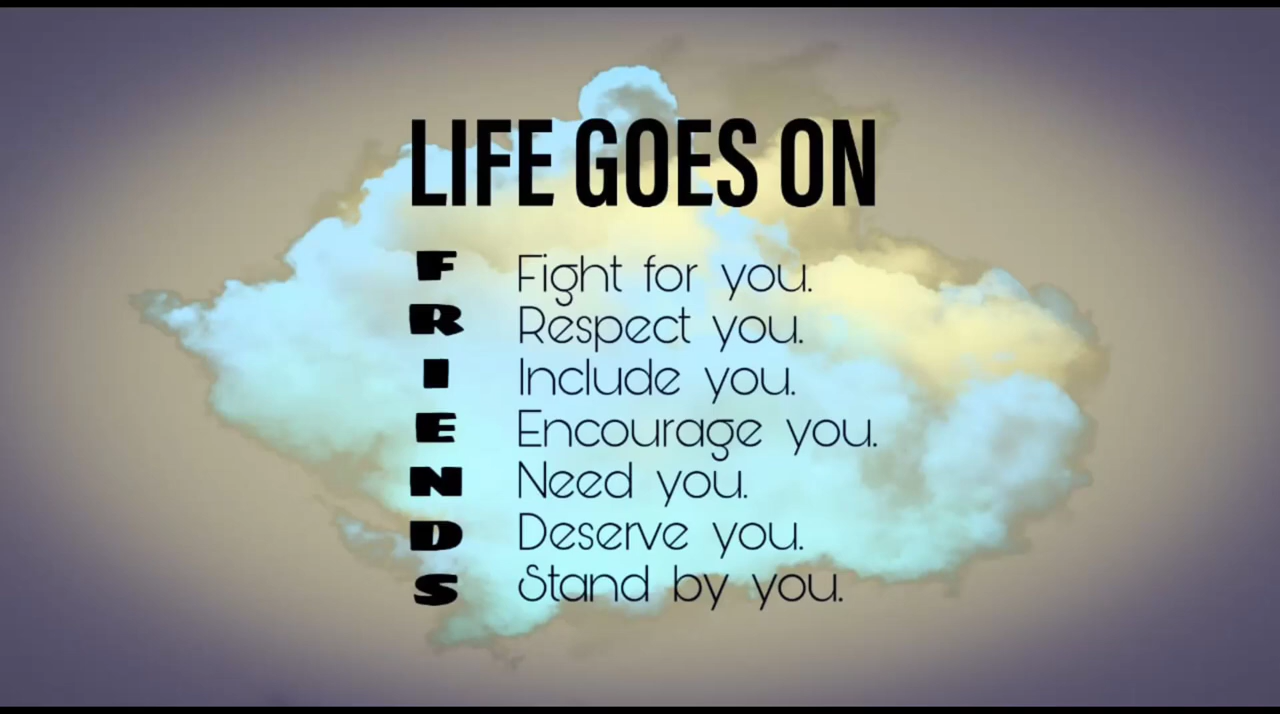 LIFE GOES ON
F Fight for you.
R Respect you.
I Include you.
E Encourage you.
N Need you.
D Deserve you.
S Stand by you.